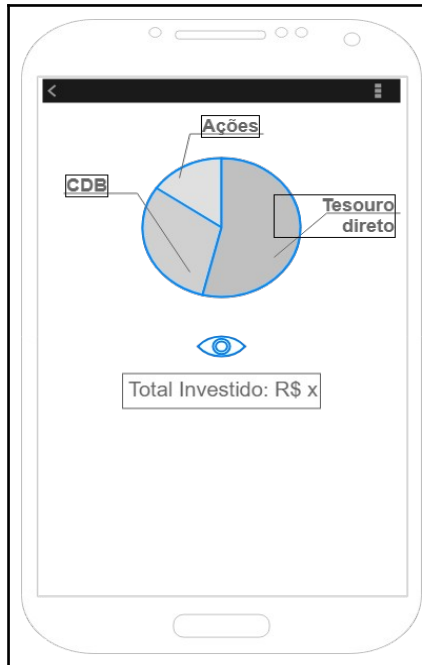 Ações
CDB
Tesouro
direto
Total Investido: R$ x